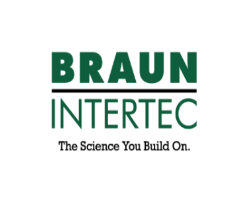 BRAUN
INTERTEC
The Science You Build On.